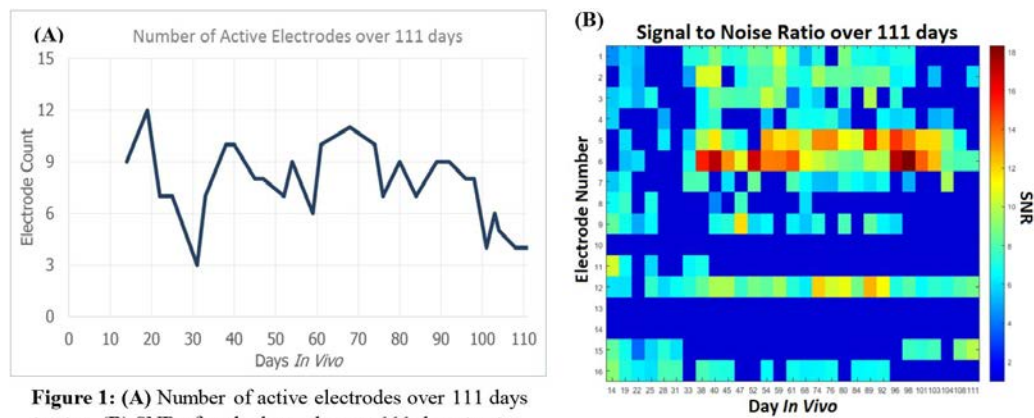 (A)
Number of Active Electrodes over 111 days
15
12
9
6
3
0
Electrode Count
0 10 20 30 40 50 60 70 80 90 100 110
Days In Vivo
(B)
Signal to Noise Ratio over 111 days
1
2
3
4
5
6
7
8
9
10
11
12
13
14
15
16
Electrode Number
14 19 22 25 28 31 33 38 40 45 47 52 54 59 61 68 74 76 80 84 89 92 96 98 101 103 104 108 111
Day In Vivo
18
16
14
12
10
8
6
4
2
SNR
Figure 1: (A) Number of active electrodes over 111 days